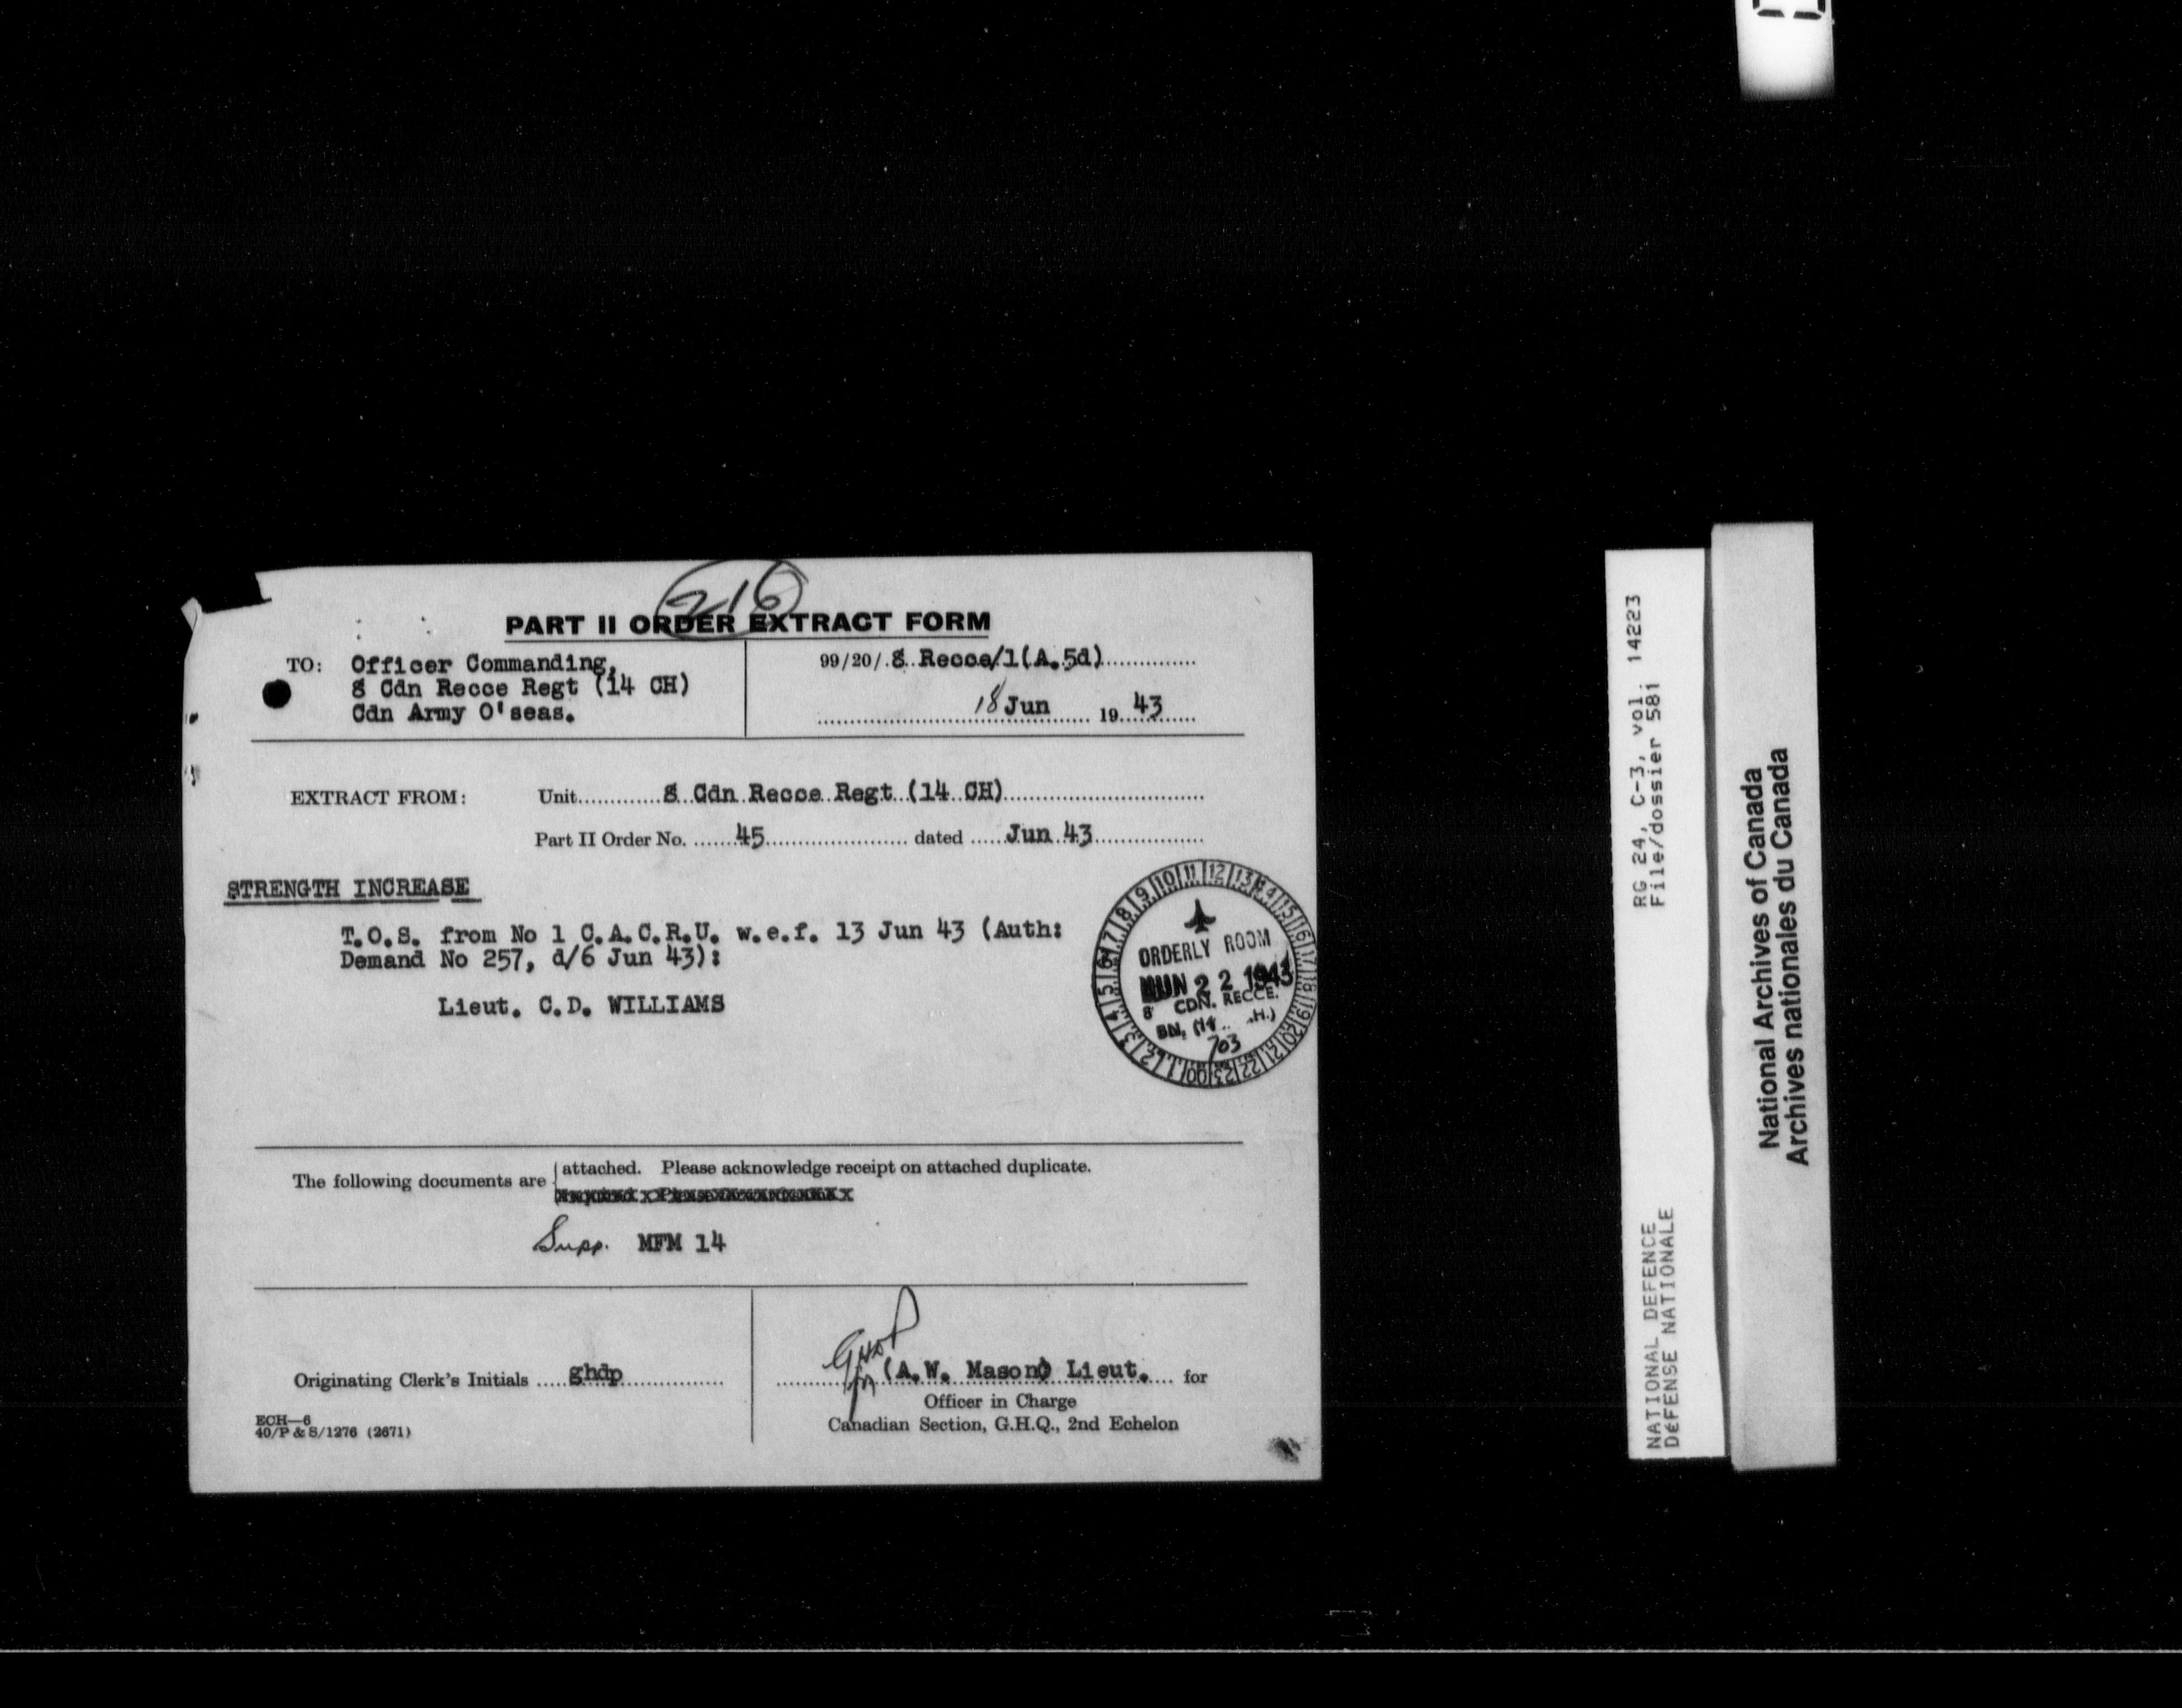 216
PART II ORDER EXTRACT FORM
TO: Officer Commanding,
8 Cdn Recce Regt (14 CH)
Cdn Army O'seas.
99/20/ 8 Recce/1(A.5d)
18 Jun 19 43
EXTRACT FROM: Unit 8 Cdn Recce Regt (14 CH)
Part II Order No. 45 dated Jun 43
STRENGTH INCREASE
T.O.S. from No 1 C.A.C.R.U. w.e.f. 13 Jun 43 (Auth:
Demand No 257, d/6 Jun 43):
Lieut. C.D. WILLIAMS
ORDERLY ROOM
JUN 22 1943
8 CDN. RECCE.
BN, (14 .H.)
703
The following documents are attached. Please acknowledge receipt on attached duplicate.
Supp. MFM 14
Originating Clerk's Initials ghdp
ECH—6
40/P & S/1276 (2671)
for (A.W. Mason) Lieut. for
Officer in Charge
Canadian Section, G.H.Q., 2nd Echelon
RG 24, C-3, vol. 14223
File/dossier 581
NATIONAL DEFENCE
DéFENSE NATIONALE
National Archives of Canada
Archives nationales du Canada